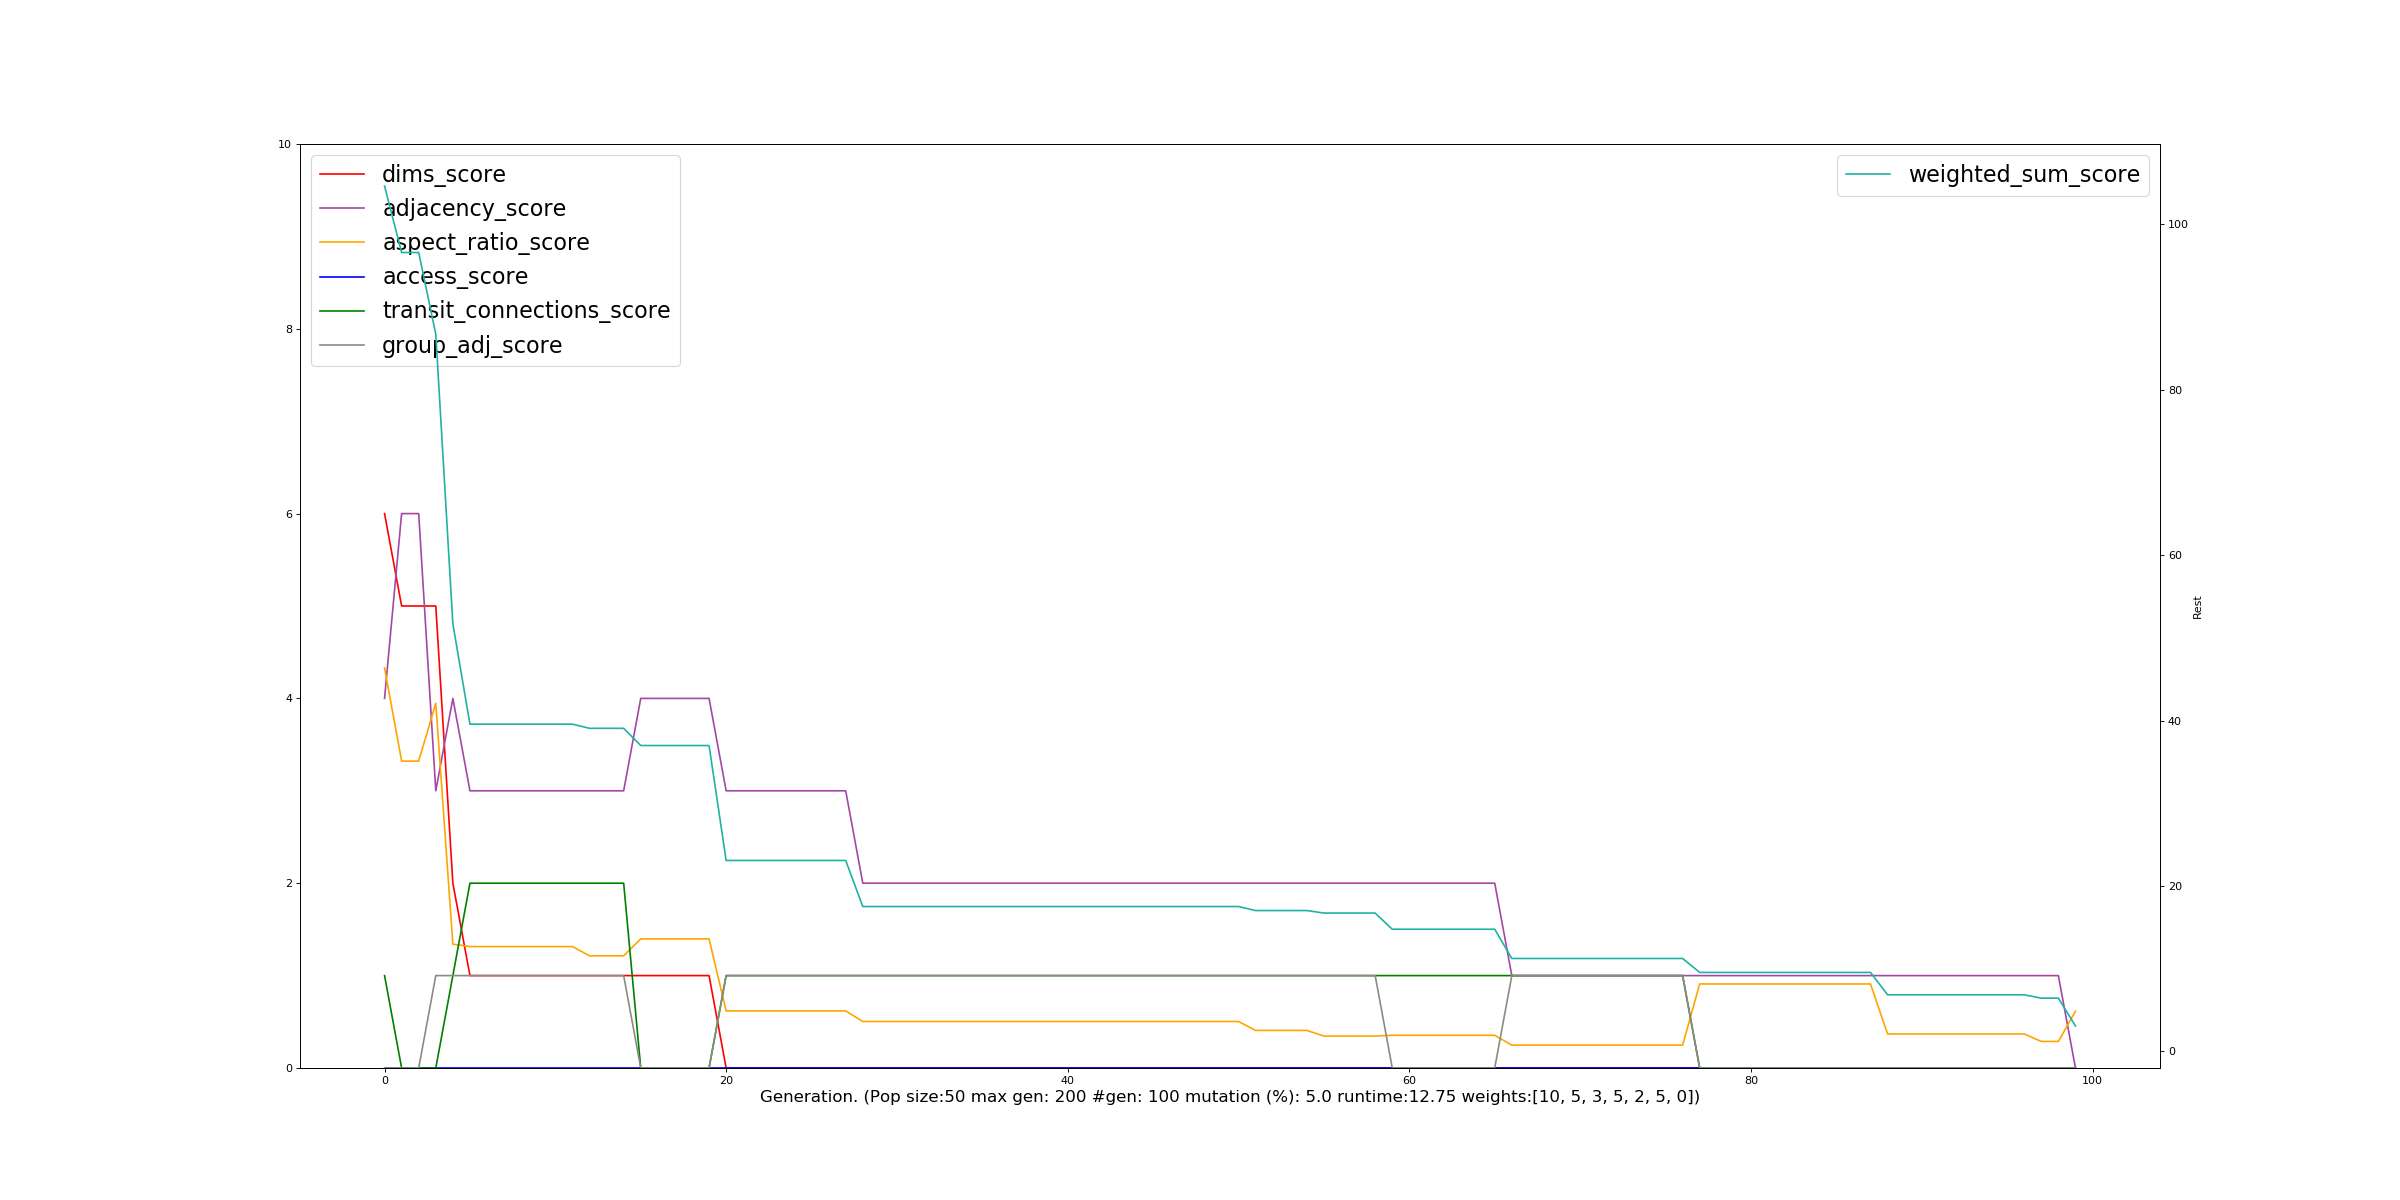 10
8
6
4
2
0
dims_score
adjacency_score
aspect_ratio_score
access_score
transit_connections_score
group_adj_score
weighted_sum_score
100
80
60
40
20
0
Rest
0 20 40 60 80 100
Generation. (Pop size:50 max gen: 200 #gen: 100 mutation (%): 5.0 runtime:12.75 weights:[10, 5, 3, 5, 2, 5, 0])